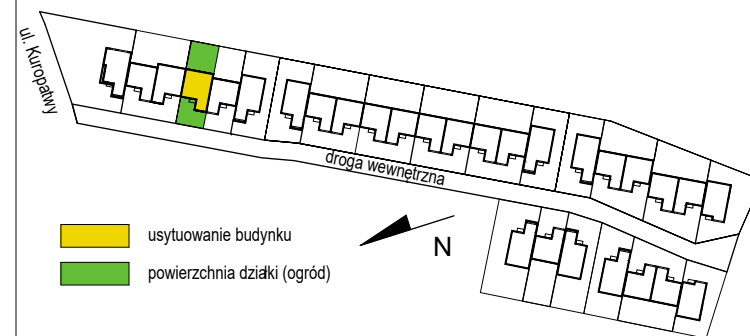 ul. Kuropatwy
droga wewnętrzna
usytuowanie budynku
N
powierzchnia działki (ogród)